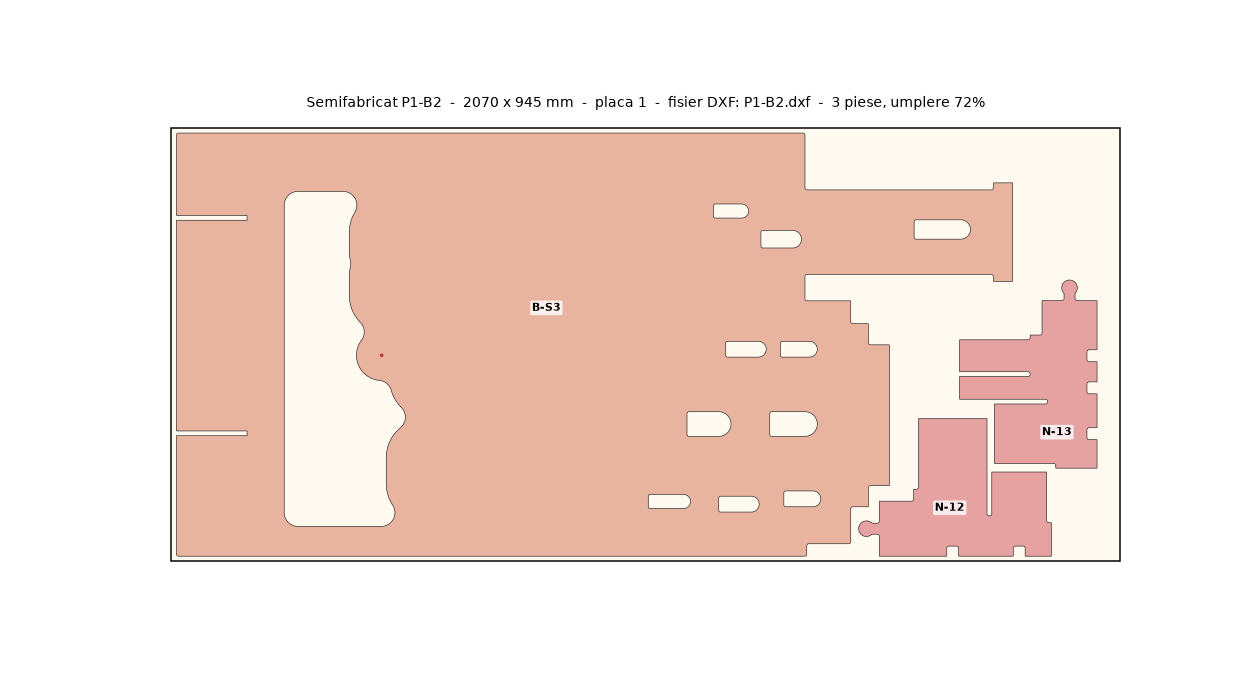 Semifabricat P1-B2 - 2070 x 945 mm - placa 1 - fisier DXF: P1-B2.dxf - 3 piese, umplere 72%
B-S3
N-13
N-12